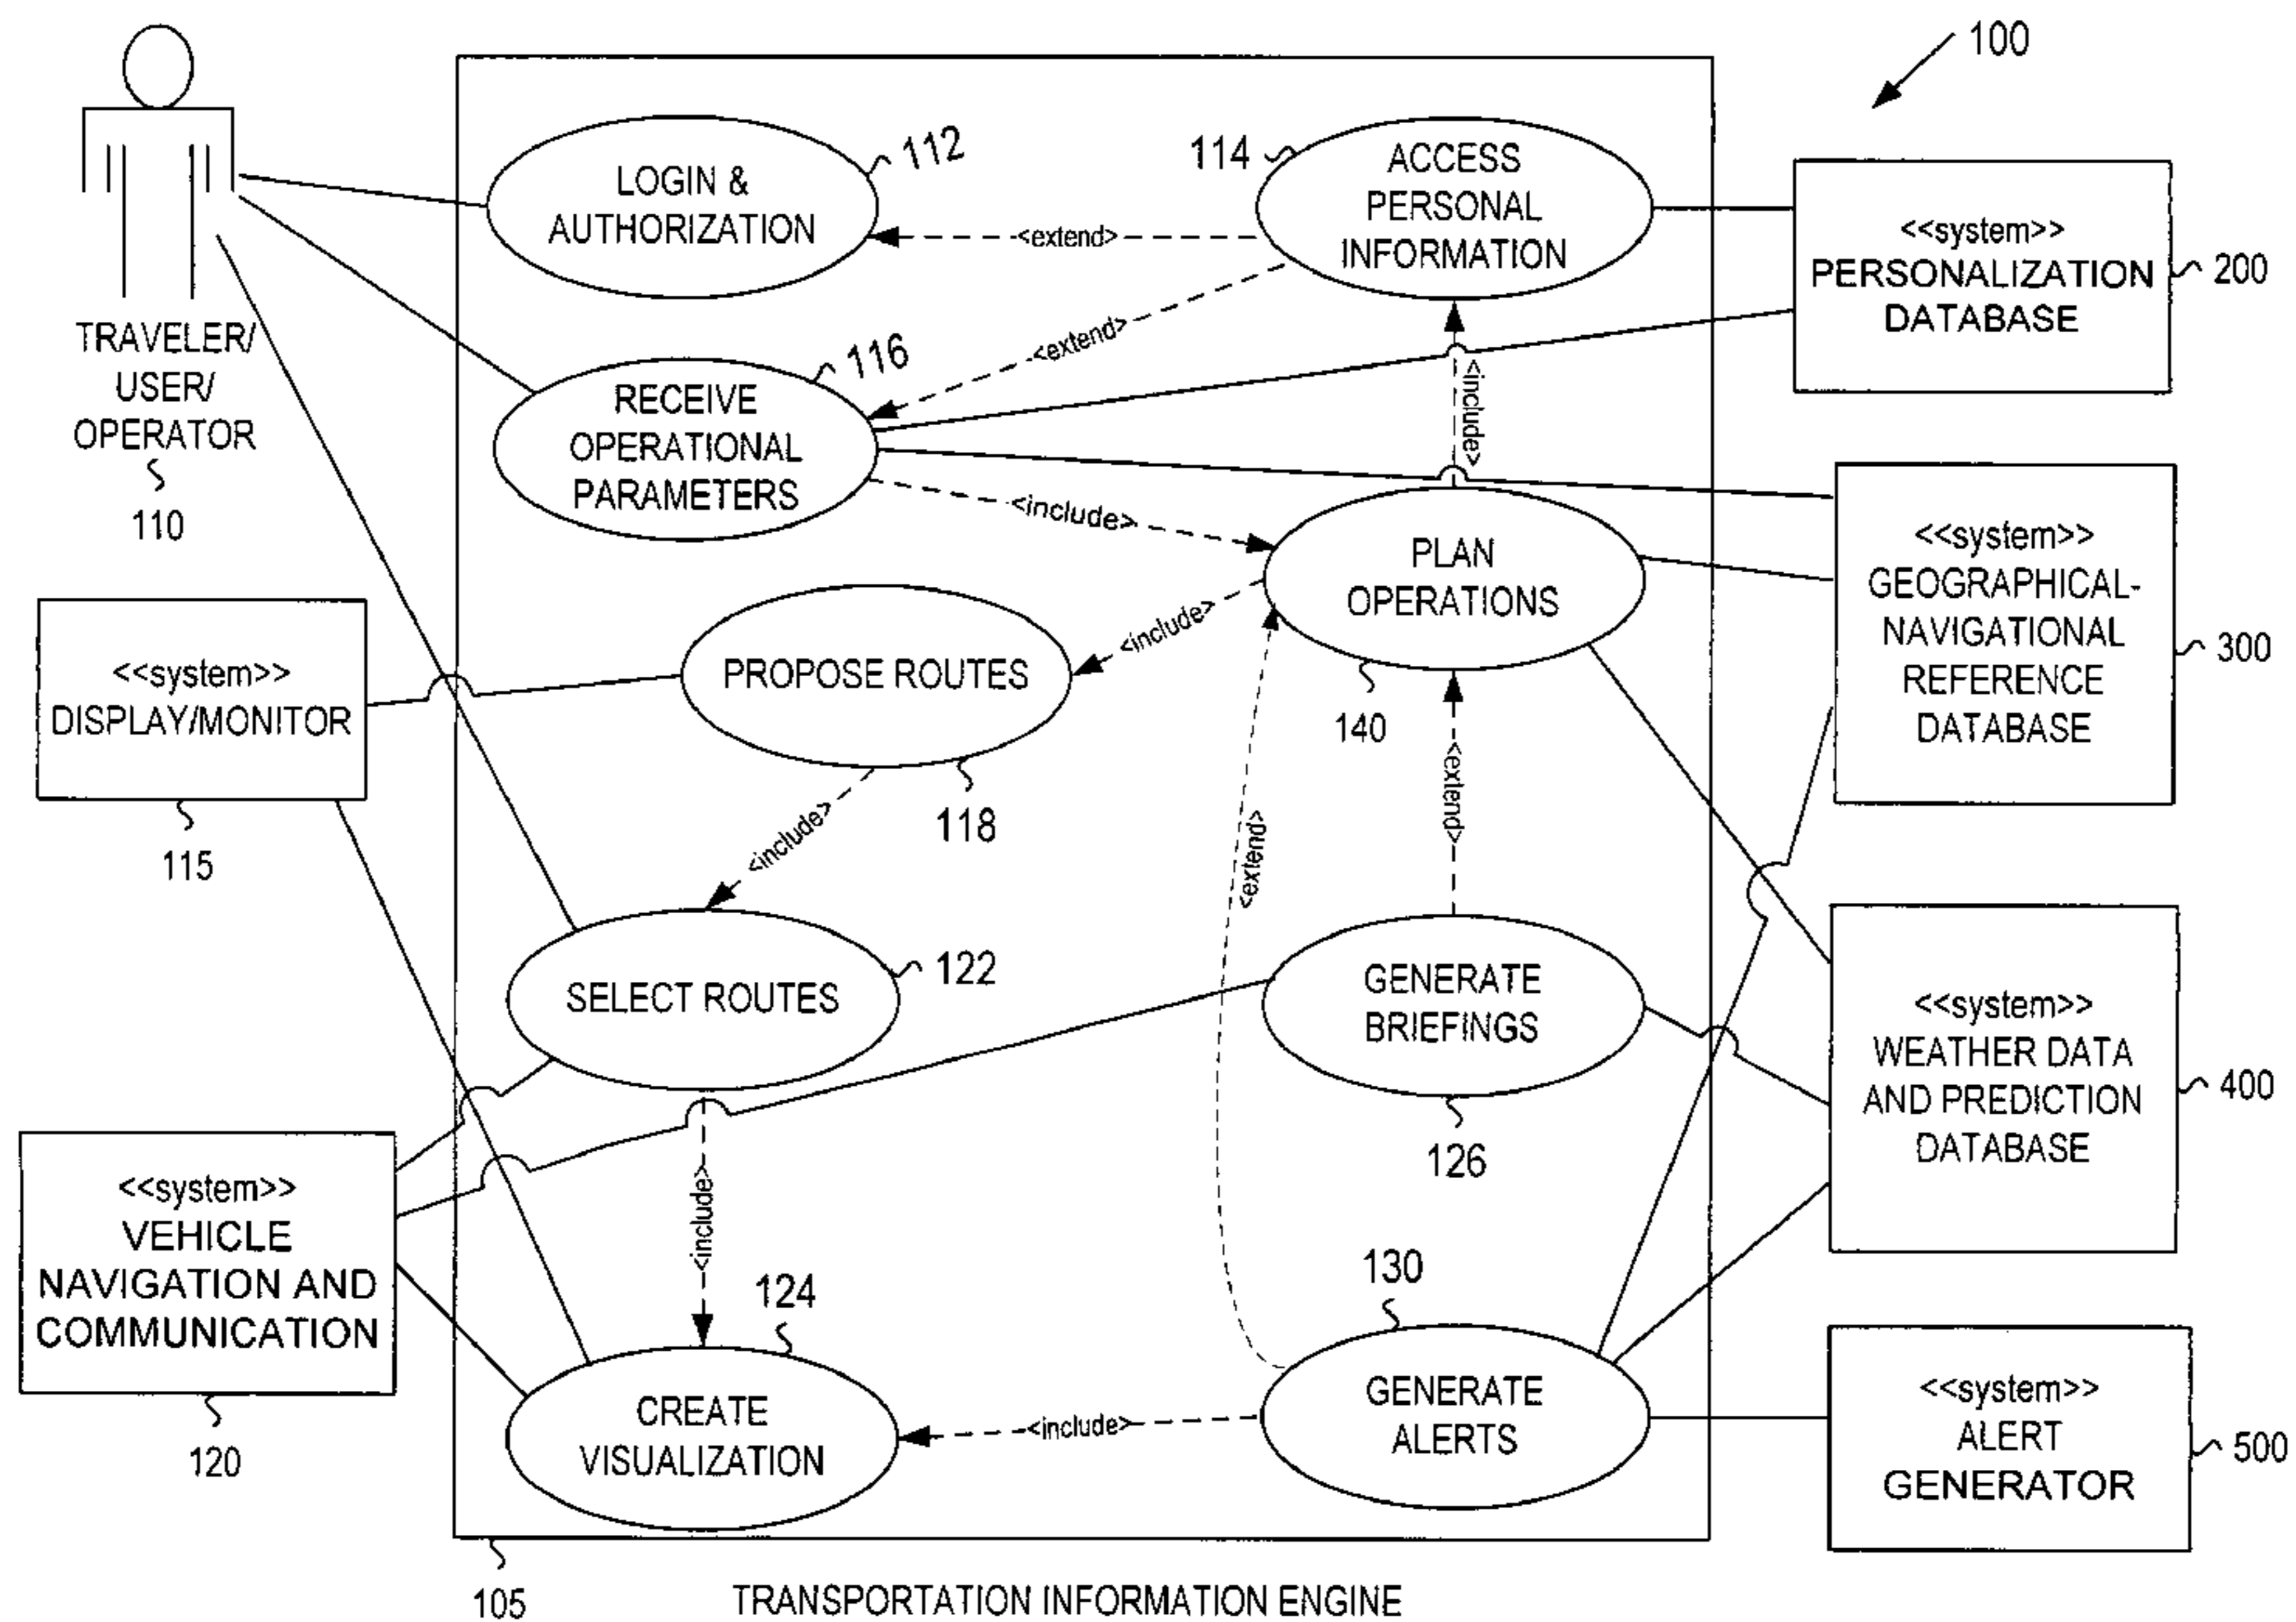 100
112
LOGIN &
AUTHORIZATION
114
ACCESS
PERSONAL
INFORMATION
<extend>
<<system>>
PERSONALIZATION
DATABASE
200
TRAVELER/
USER/
OPERATOR
110
<extend>
116
RECEIVE
OPERATIONAL
PARAMETERS
<include>
<include>
PLAN
OPERATIONS
140
<<system>>
GEOGRAPHICAL-
NAVIGATIONAL
REFERENCE
DATABASE
300
<<system>>
DISPLAY/MONITOR
115
PROPOSE ROUTES
118
<include>
<include>
<extend>
<extend>
SELECT ROUTES
122
GENERATE
BRIEFINGS
126
<<system>>
WEATHER DATA
AND PREDICTION
DATABASE
400
<<system>>
VEHICLE
NAVIGATION AND
COMMUNICATION
120
<include>
124
CREATE
VISUALIZATION
<include>
130
GENERATE
ALERTS
<<system>>
ALERT
GENERATOR
500
105
TRANSPORTATION INFORMATION ENGINE